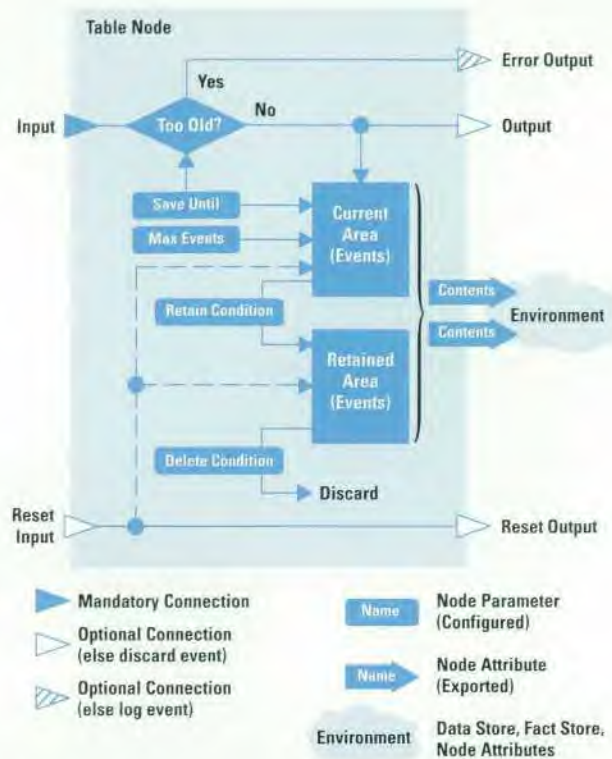 Table Node
Yes
Error Output
Input
Too Old?
No
Output
Save Until
Max Events
Current
Area
(Events)
Retain Condition
Contents
Contents
Environment
Retained
Area
(Events)
Delete Condition
Discard
Reset
Input
Reset Output
Mandatory Connection
Optional Connection
(else discard event)
Optional Connection
(else log event)
Name
Node Parameter
(Configured)
Name
Node Attribute
(Exported)
Environment
Data Store, Fact Store,
Node Attributes